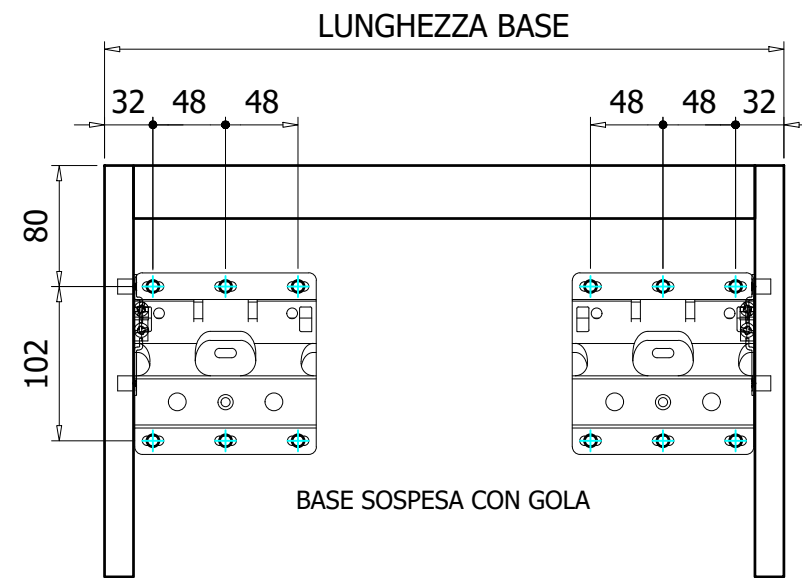 LUNGHEZZA BASE
32 48 48 48 48 32
80
102
BASE SOSPESA CON GOLA